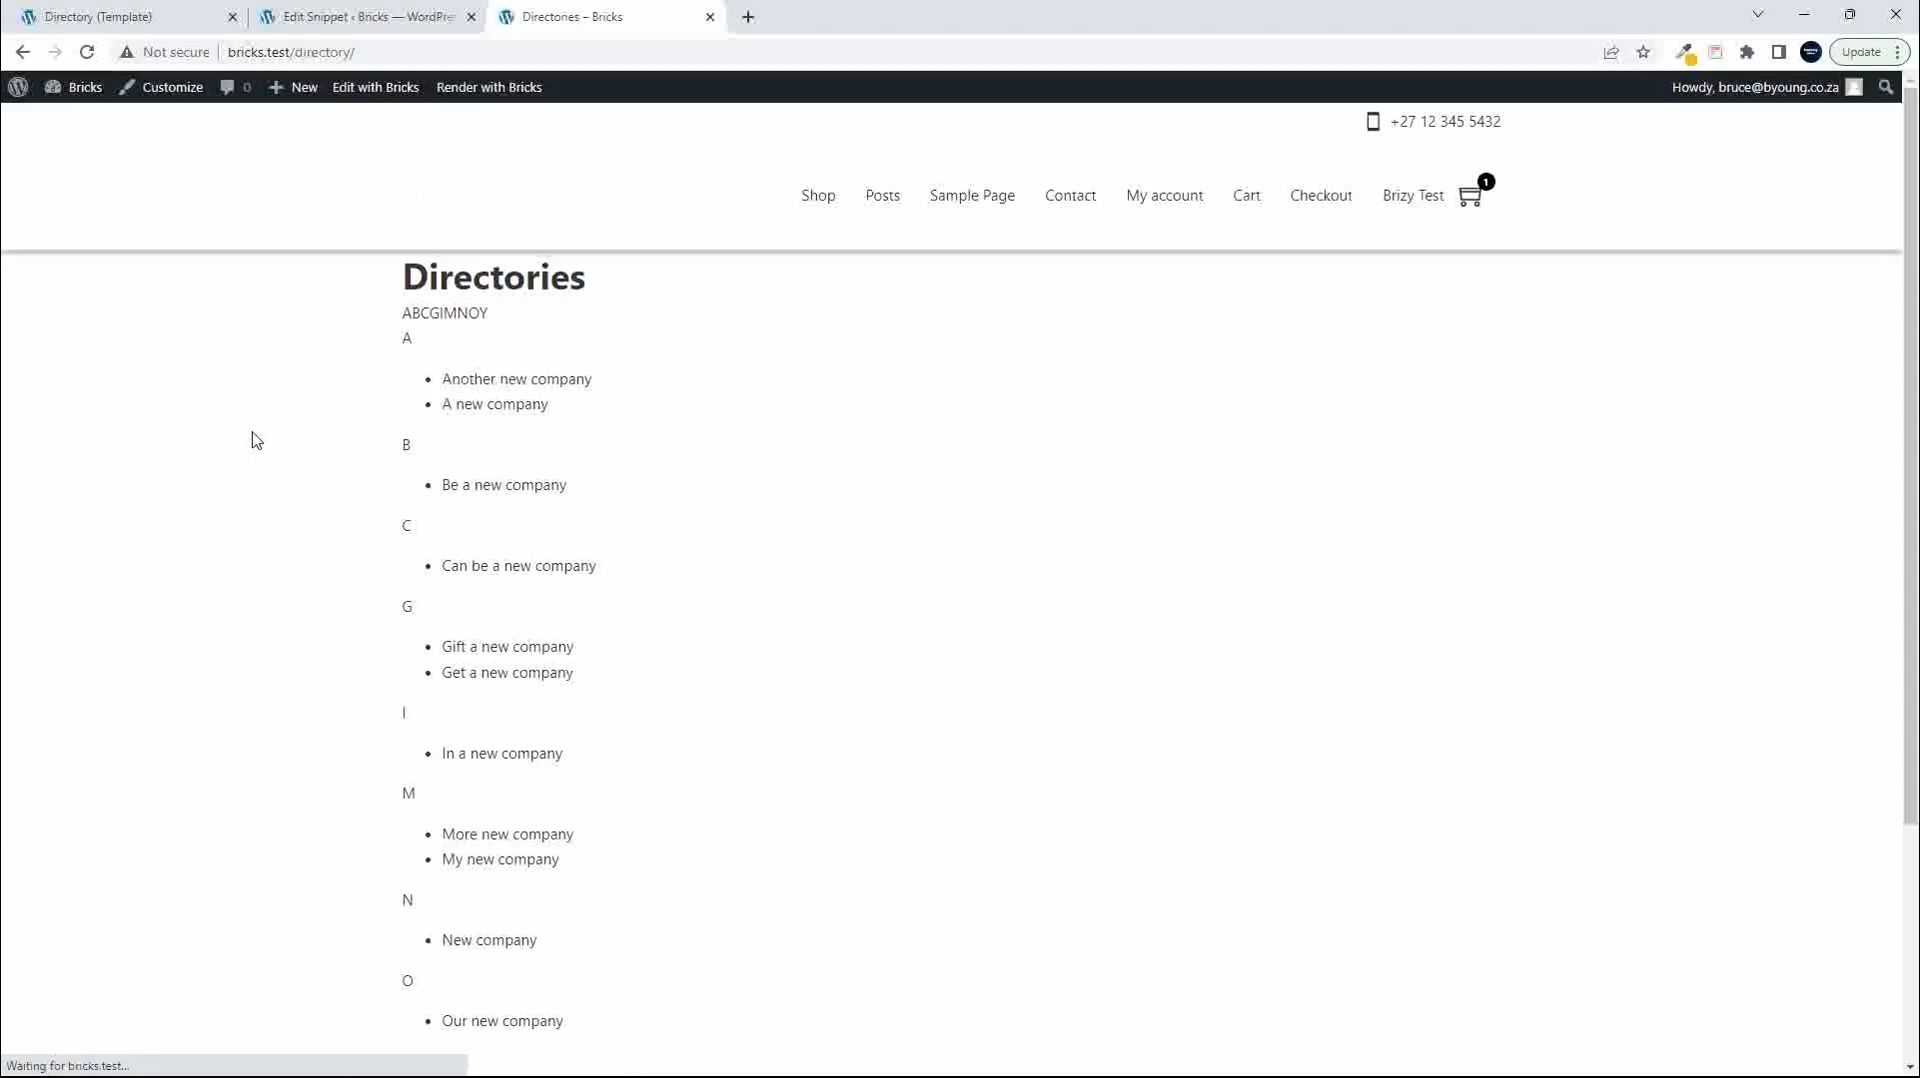 Directory (Template)
Edit Snippet ‹ Bricks — WordPre
Directories – Bricks
Not secure
bricks.test/directory/
Update
Bricks
Customize
0
New
Edit with Bricks
Render with Bricks
Howdy, bruce@byoung.co.za
+27 12 345 5432
Shop
Posts
Sample Page
Contact
My account
Cart
Checkout
Brizy Test
1
Directories
ABCGIMNOY
A
• Another new company
• A new company
B
• Be a new company
C
• Can be a new company
G
• Gift a new company
• Get a new company
I
• In a new company
M
• More new company
• My new company
N
• New company
O
• Our new company
Waiting for bricks.test...